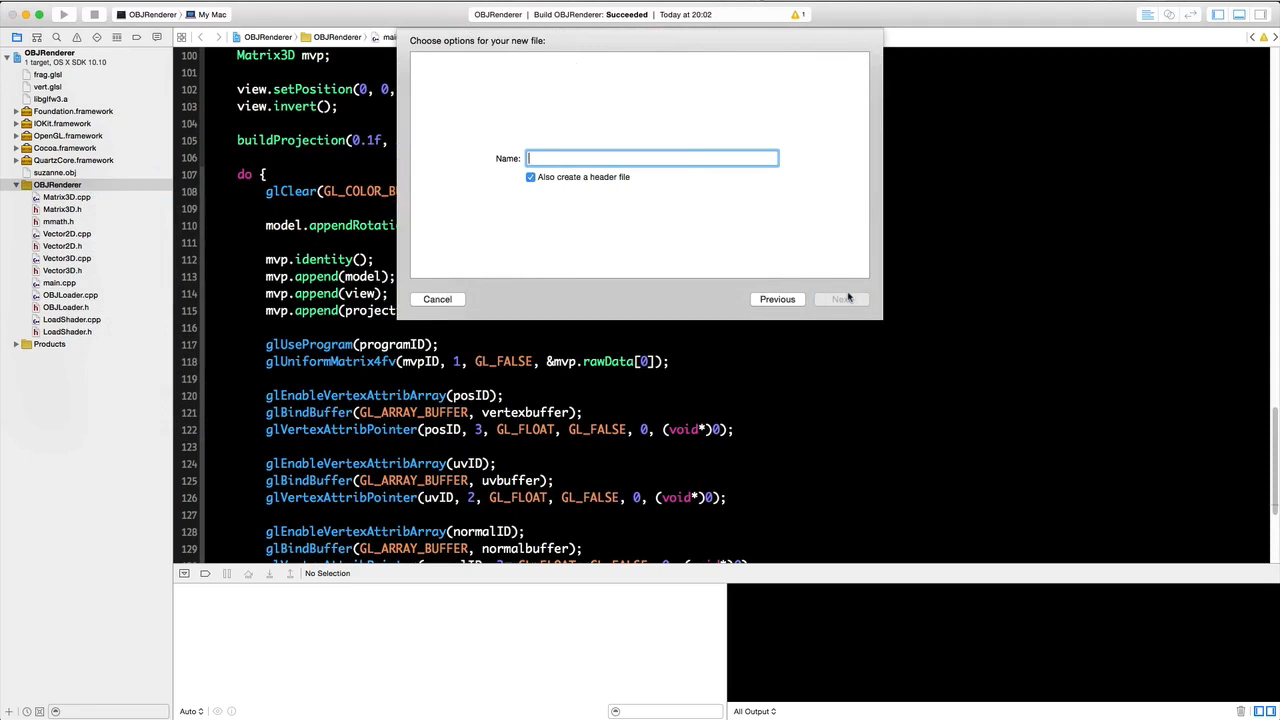 OBJRenderer My Mac
OBJRenderer | Build OBJRenderer: Succeeded | Today at 20:02
1
OBJRenderer
1 target, OS X SDK 10.10
frag.glsl
vert.glsl
libglfw3.a
Foundation.framework
IOKit.framework
OpenGL.framework
Cocoa.framework
QuartzCore.framework
suzanne.obj
OBJRenderer
Matrix3D.cpp
Matrix3D.h
mmath.h
Vector2D.cpp
Vector2D.h
Vector3D.cpp
Vector3D.h
main.cpp
OBJLoader.cpp
OBJLoader.h
LoadShader.cpp
LoadShader.h
Products
OBJRenderer OBJRenderer
Choose options for your new file:
Name:
Also create a header file
Cancel Previous
100 Matrix3D mvp;
101
102 view.setPosition(0, 0,
103 view.invert();
104
105 buildProjection(0.1f,
106
107 do {
108 glClear(GL_COLOR_B
109
110 model.appendRotati
111
112 mvp.identity();
113 mvp.append(model);
114 mvp.append(view);
115 mvp.append(project
116
117 glUseProgram(programID);
118 glUniformMatrix4fv(mvpID, 1, GL_FALSE, &mvp.rawData[0]);
119
120 glEnableVertexAttribArray(posID);
121 glBindBuffer(GL_ARRAY_BUFFER, vertexbuffer);
122 glVertexAttribPointer(posID, 3, GL_FLOAT, GL_FALSE, 0, (void*)0);
123
124 glEnableVertexAttribArray(uvID);
125 glBindBuffer(GL_ARRAY_BUFFER, uvbuffer);
126 glVertexAttribPointer(uvID, 2, GL_FLOAT, GL_FALSE, 0, (void*)0);
127
128 glEnableVertexAttribArray(normalID);
129 glBindBuffer(GL_ARRAY_BUFFER, normalbuffer);
No Selection
Auto
All Output